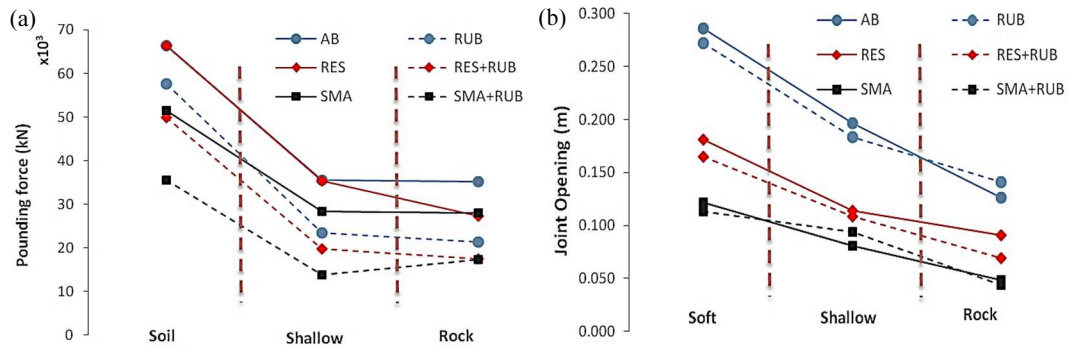 (a)
x10³
Pounding force (kN)
70
60
50
40
30
20
10
0
AB
RUB
RES
RES+RUB
SMA
SMA+RUB
Soil
Shallow
Rock
(b)
Joint Opening (m)
0.300
0.250
0.200
0.150
0.100
0.050
0.000
AB
RUB
RES
RES+RUB
SMA
SMA+RUB
Soft
Shallow
Rock